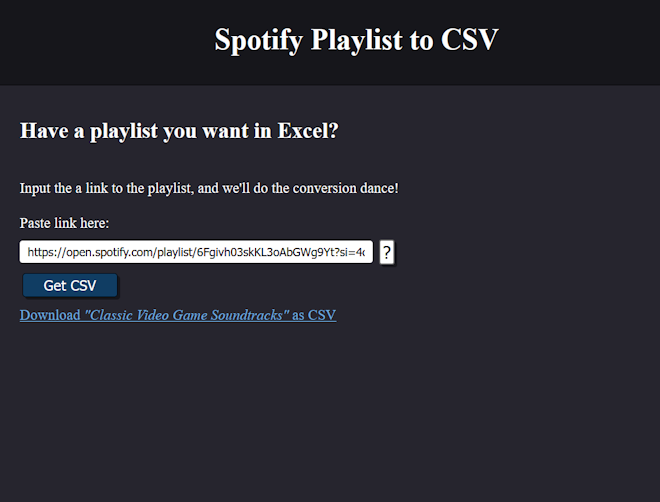 Spotify Playlist to CSV
Have a playlist you want in Excel?
Input the a link to the playlist, and we'll do the conversion dance!
Paste link here:
https://open.spotify.com/playlist/6Fgivh03skKL3oAbGWg9Yt?si=4c ?
Get CSV
Download "Classic Video Game Soundtracks" as CSV